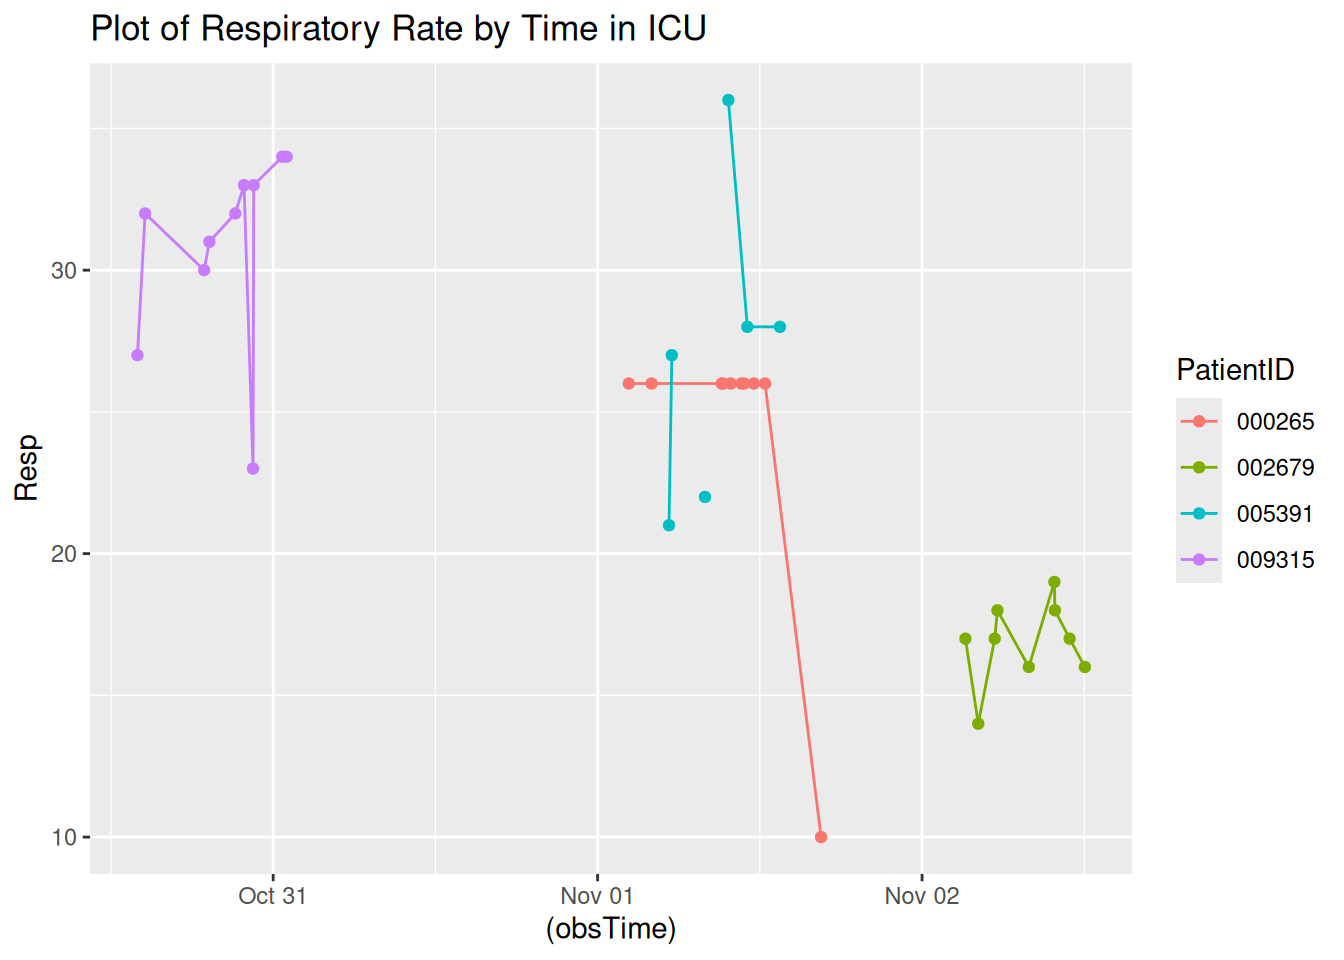 Plot of Respiratory Rate by Time in ICU
Resp
30
20
10
Oct 31
Nov 01
Nov 02
(obsTime)
PatientID
000265
002679
005391
009315